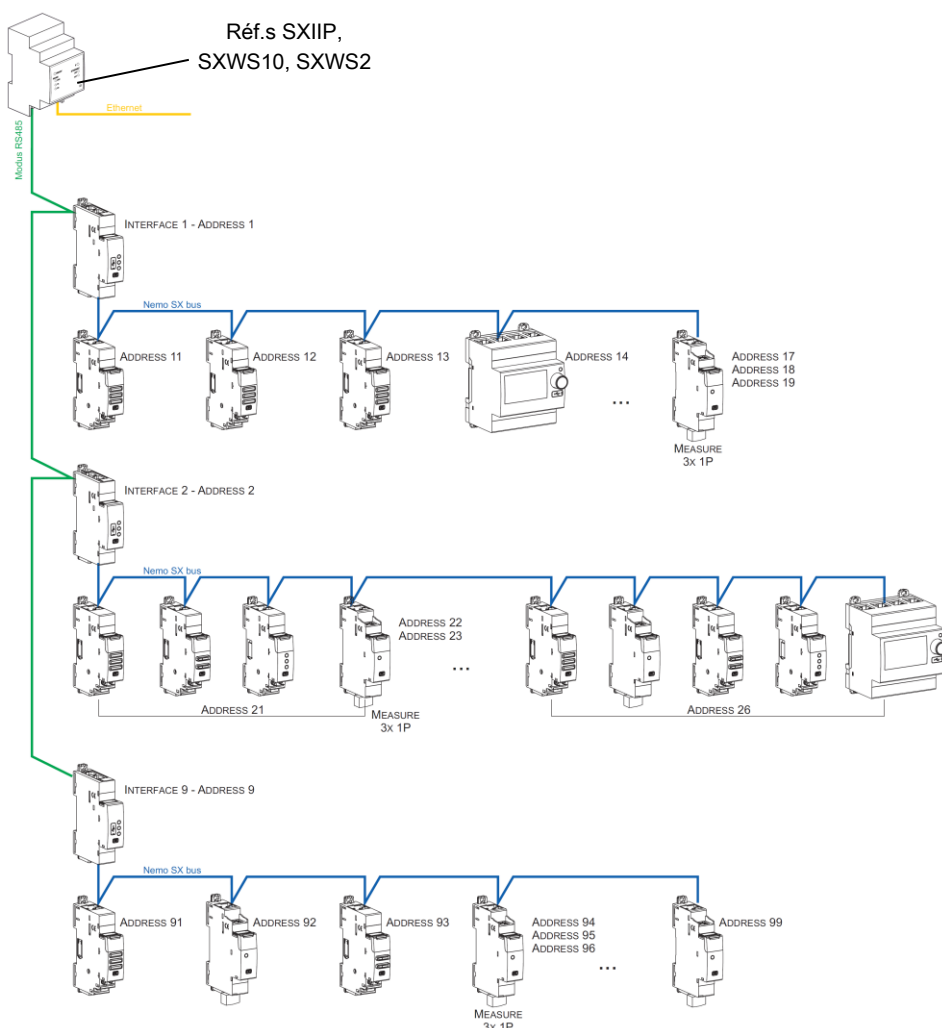 Réf.s SXIIP,
SXWS10, SXWS2
Ethernet
Modus RS485
INTERFACE 1 - ADDRESS 1
Nemo SX bus
ADDRESS 11
ADDRESS 12
ADDRESS 13
ADDRESS 14
...
ADDRESS 17
ADDRESS 18
ADDRESS 19
MEASURE
3X 1P
INTERFACE 2 - ADDRESS 2
Nemo SX bus
ADDRESS 22
ADDRESS 23
...
ADDRESS 21
MEASURE
3X 1P
ADDRESS 26
INTERFACE 9 - ADDRESS 9
Nemo SX bus
ADDRESS 91
ADDRESS 92
ADDRESS 93
ADDRESS 94
ADDRESS 95
ADDRESS 96
...
ADDRESS 99
MEASURE
3X 1P